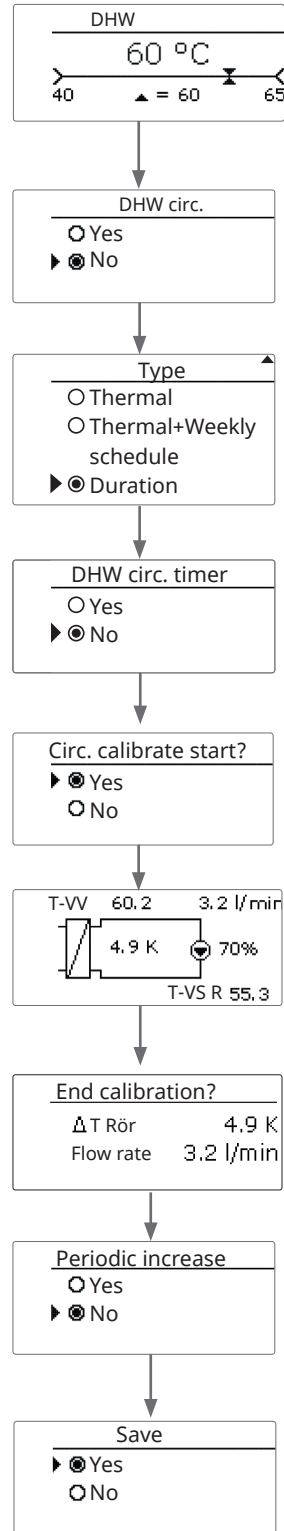 DHW
60 ºC
40 ▲ = 60 65
DHW circ.
Yes
No
Type
Thermal
Thermal+Weekly
schedule
Duration
DHW circ. timer
Yes
No
Circ. calibrate start?
Yes
No
T-VV 60.2 3.2 l/min
4.9 K 70%
T-VS R 55.3
End calibration?
ΔT Rör 4.9 K
Flow rate 3.2 l/min
Periodic increase
Yes
No
Save
Yes
No